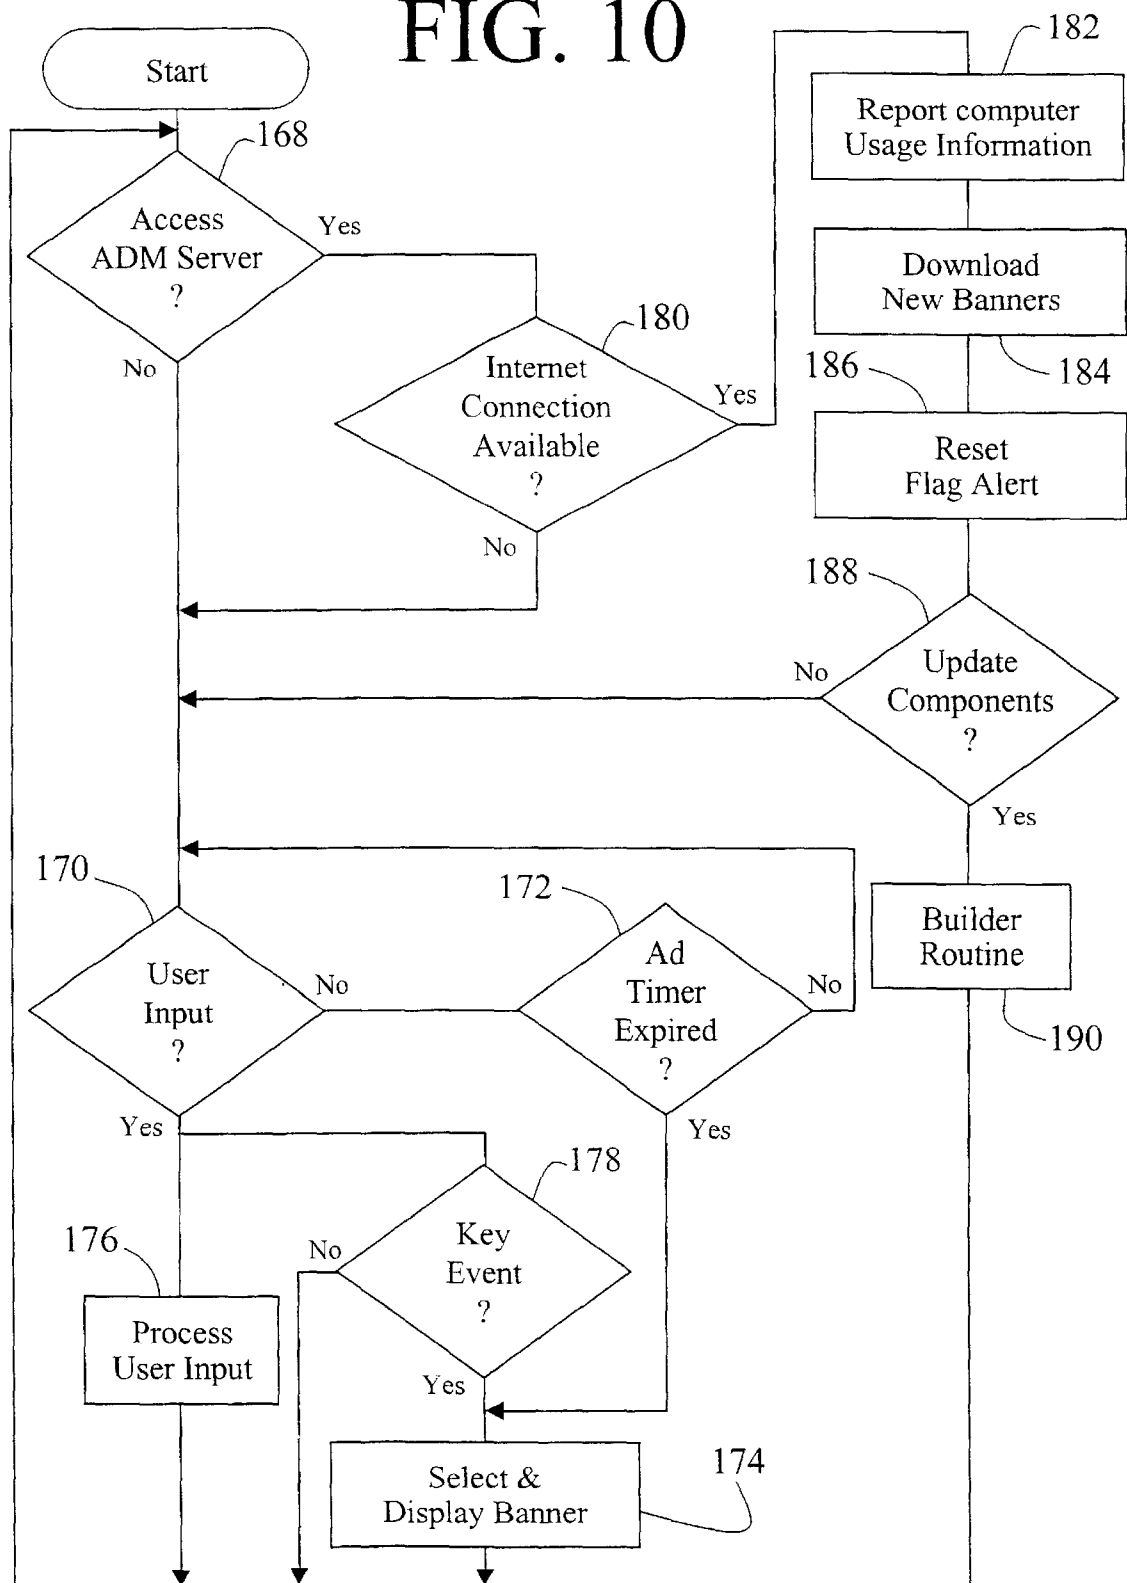 FIG. 10
Start
168
Access
ADM Server
?
Yes
No
180
Internet
Connection
Available
?
Yes
No
182
Report computer
Usage Information
Download
New Banners
184
186
Reset
Flag Alert
188
Update
Components
?
No
Yes
Builder
Routine
190
170
User
Input
?
No
Yes
172
Ad
Timer
Expired
?
No
Yes
178
Key
Event
?
No
Yes
176
Process
User Input
Select &
Display Banner
174